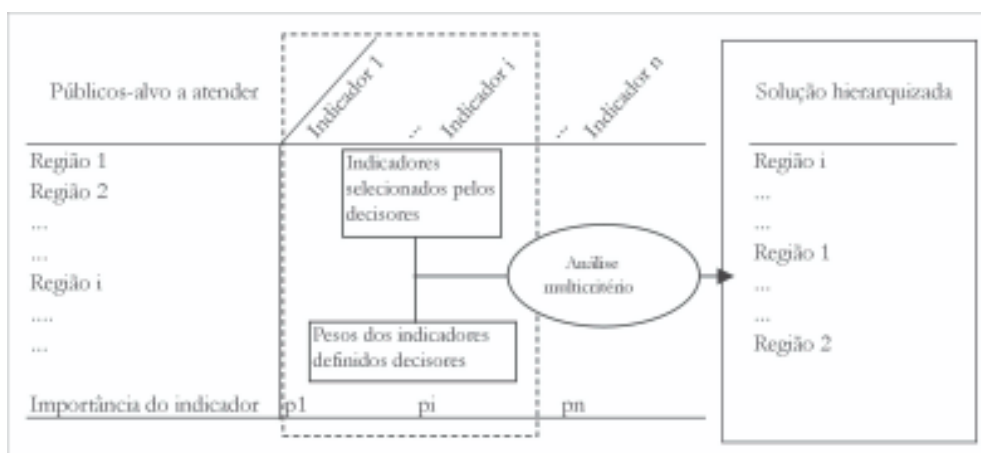 Públicos-alvo a atender
Indicador 1
... Indicador i
... Indicador n
Região 1
Região 2
...
...
Região i
....
...
Importância do indicador p1 pi pn
Indicadores
selecionados pelos
decisores
Pesos dos indicadores
definidos decisores
Análise
multicritério
Solução hierarquizada
Região i
...
...
Região 1
...
...
Região 2